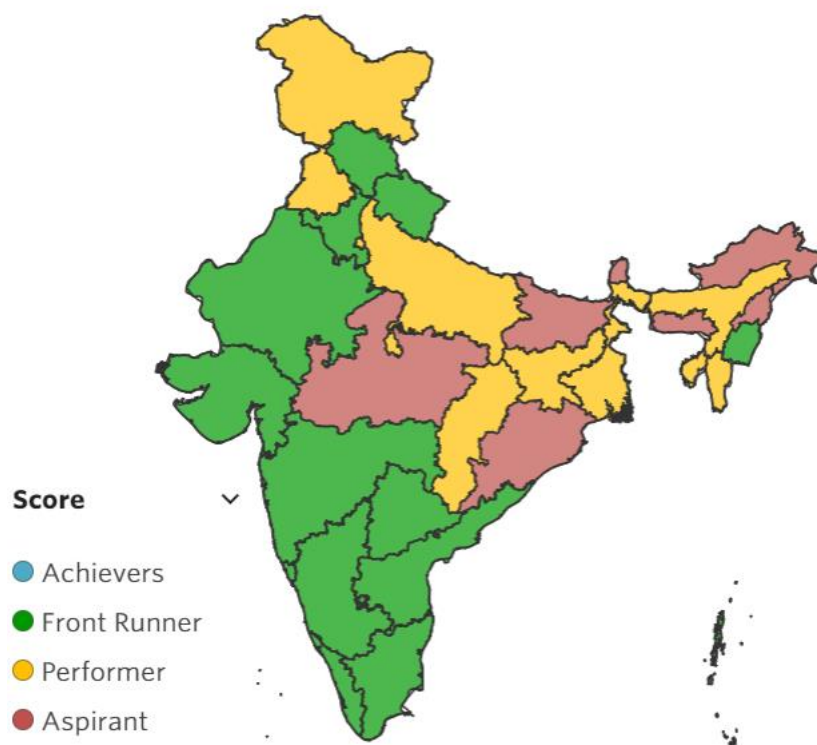 Score
Achievers
Front Runner
Performer
Aspirant